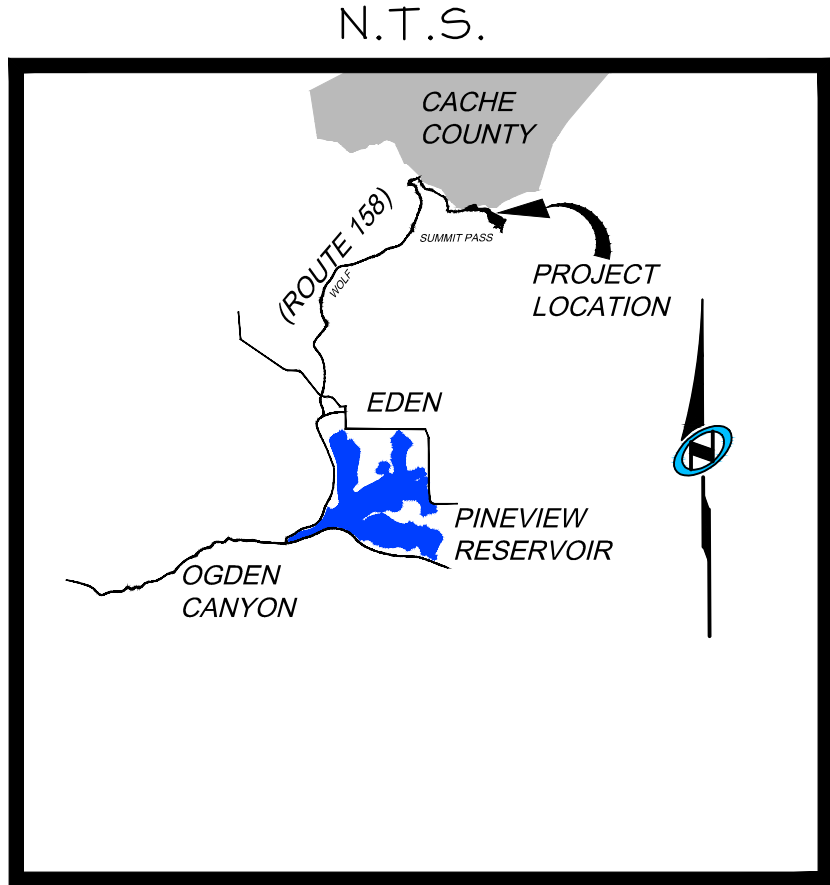 N.T.S.
CACHE
COUNTY
(ROUTE 158)
SUMMIT PASS
WOLF
PROJECT
LOCATION
EDEN
N
PINEVIEW
RESERVOIR
OGDEN
CANYON